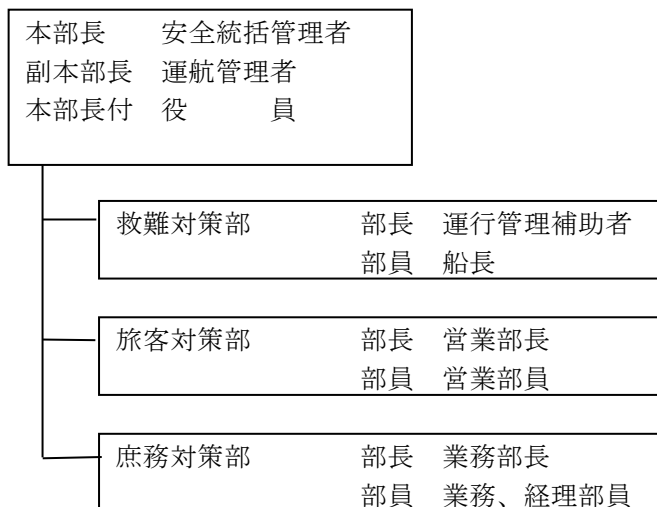 本部長　　安全統括管理者
副本部長　運航管理者
本部長付　役　　　員
救難対策部　　　　部長　運行管理補助者
部員　船長
旅客対策部　　　　部長　営業部長
部員　営業部員
庶務対策部　　　　部長　業務部長
部員　業務、経理部員